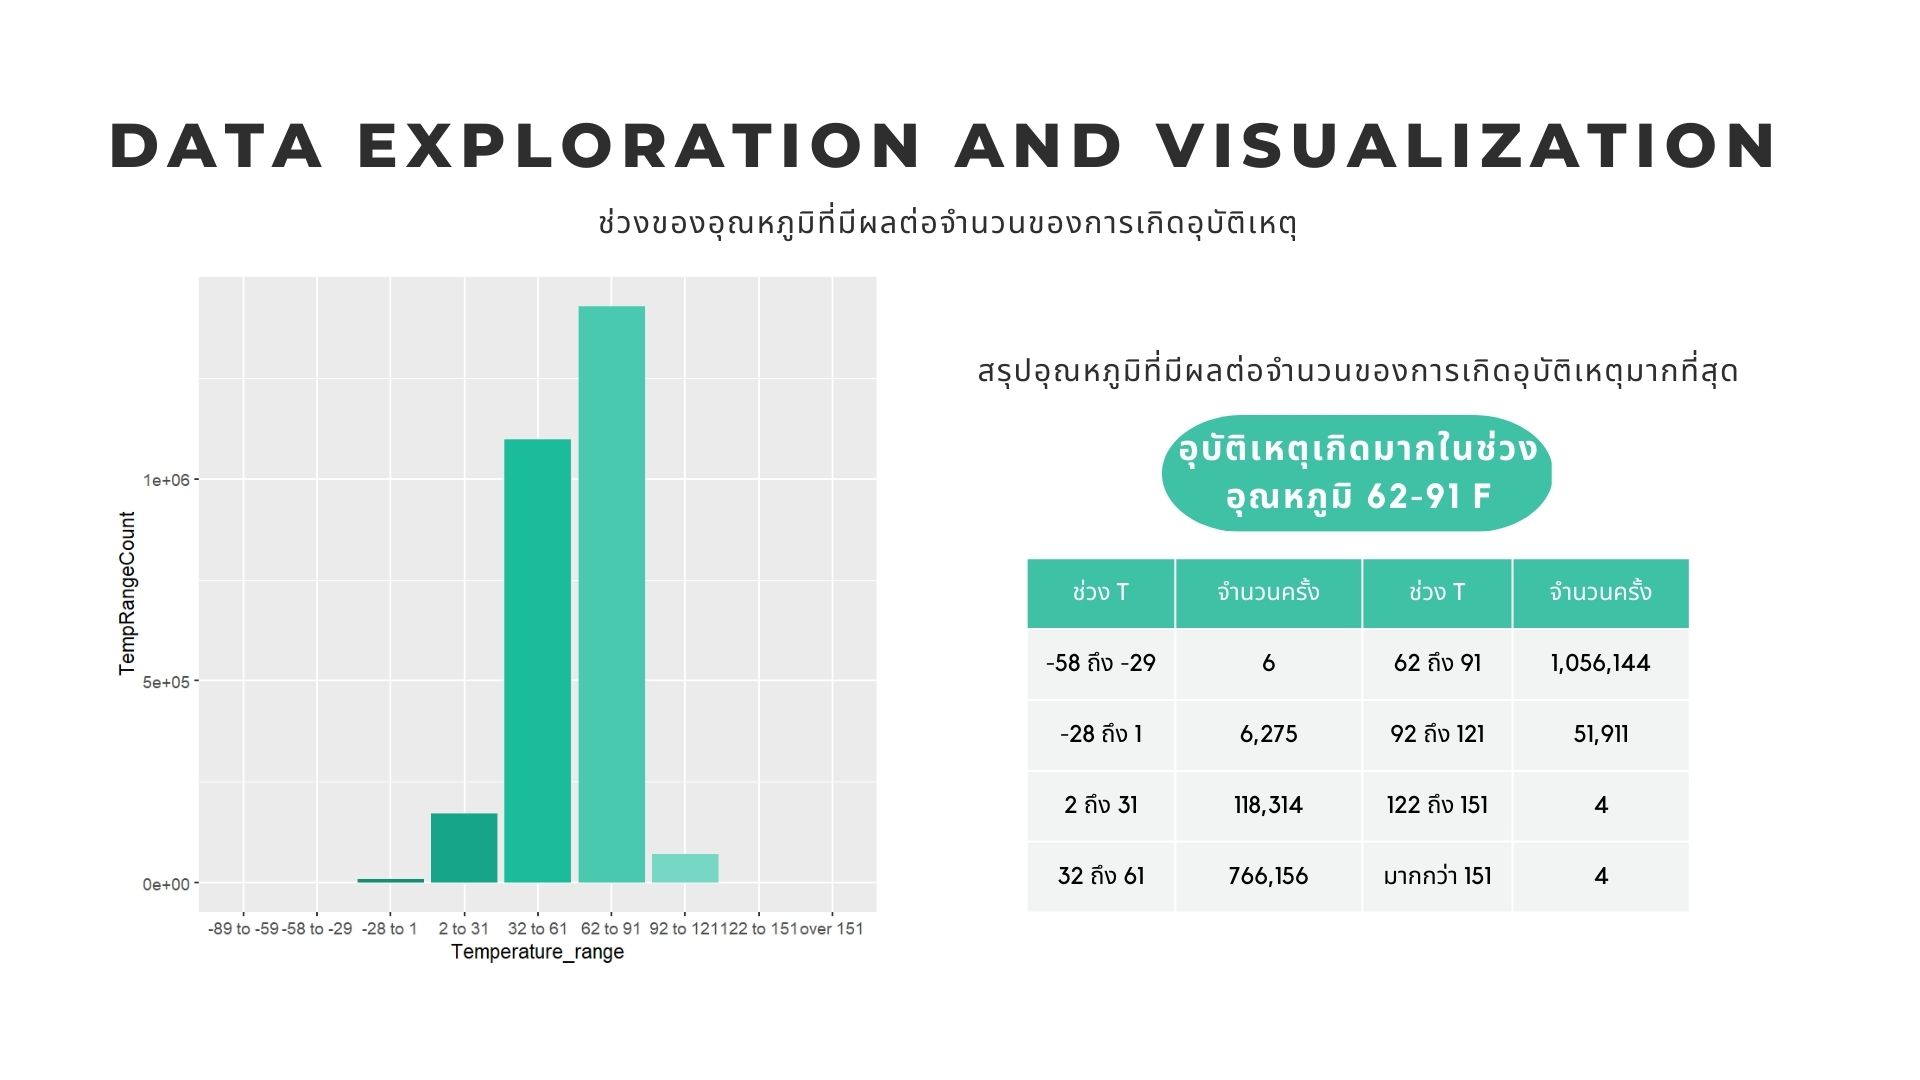 DATA EXPLORATION AND VISUALIZATION
ช่วงของอุณหภูมิที่มีผลต่อจำนวนของการเกิดอุบัติเหตุ
TempRangeCount
1e+06
5e+05
0e+00
-89 to -59 -58 to -29 -28 to 1 2 to 31 32 to 61 62 to 91 92 to 121 122 to 151 over 151
Temperature_range
สรุปอุณหภูมิที่มีผลต่อจำนวนของการเกิดอุบัติเหตุมากที่สุด
อุบัติเหตุเกิดมากในช่วง
อุณหภูมิ 62-91 F
ช่วง T จำนวนครั้ง ช่วง T จำนวนครั้ง
-58 ถึง -29 6 62 ถึง 91 1,056,144
-28 ถึง 1 6,275 92 ถึง 121 51,911
2 ถึง 31 118,314 122 ถึง 151 4
32 ถึง 61 766,156 มากกว่า 151 4